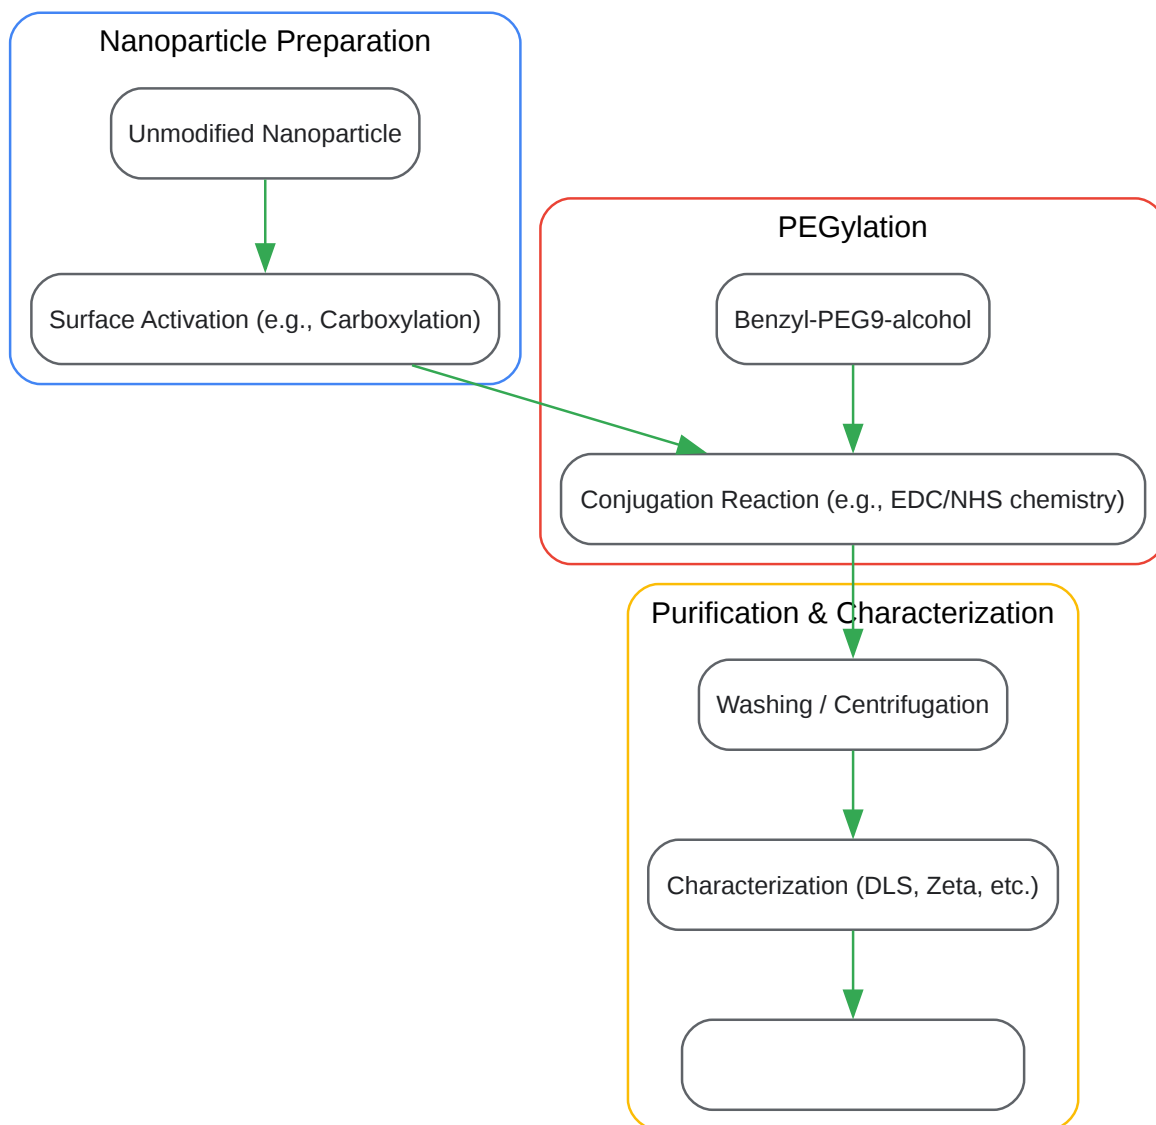 Nanoparticle Preparation
Unmodified Nanoparticle
Surface Activation (e.g., Carboxylation)
PEGylation
Benzyl-PEG9-alcohol
Conjugation Reaction (e.g., EDC/NHS chemistry)
Purification & Characterization
Washing / Centrifugation
Characterization (DLS, Zeta, etc.)